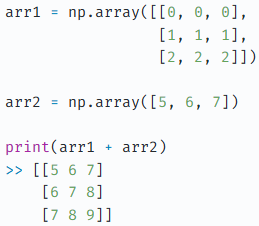 arr1 = np.array([[0, 0, 0],
                 [1, 1, 1],
                 [2, 2, 2]])
arr2 = np.array([5, 6, 7])
print(arr1 + arr2)
>> [[5 6 7]
    [6 7 8]
    [7 8 9]]